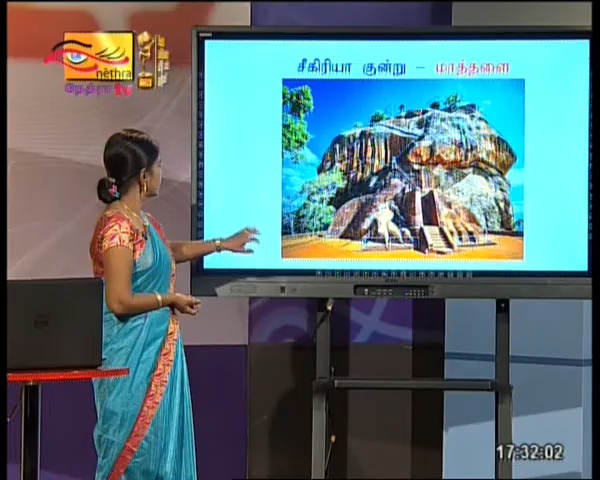 nethra
நேத்ரா
சீகிரியா குன்று - மாத்தளை
17:32:02